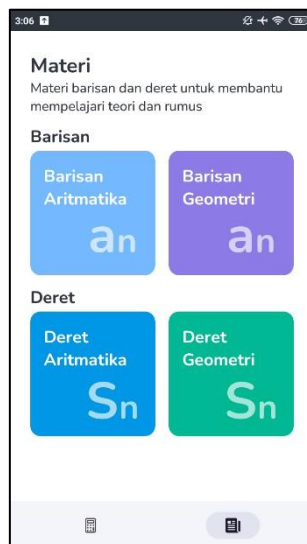 3:06
76
Materi
Materi barisan dan deret untuk membantu
mempelajari teori dan rumus
Barisan
Barisan
Aritmatika
an
Barisan
Geometri
an
Deret
Deret
Aritmatika
Sn
Deret
Geometri
Sn